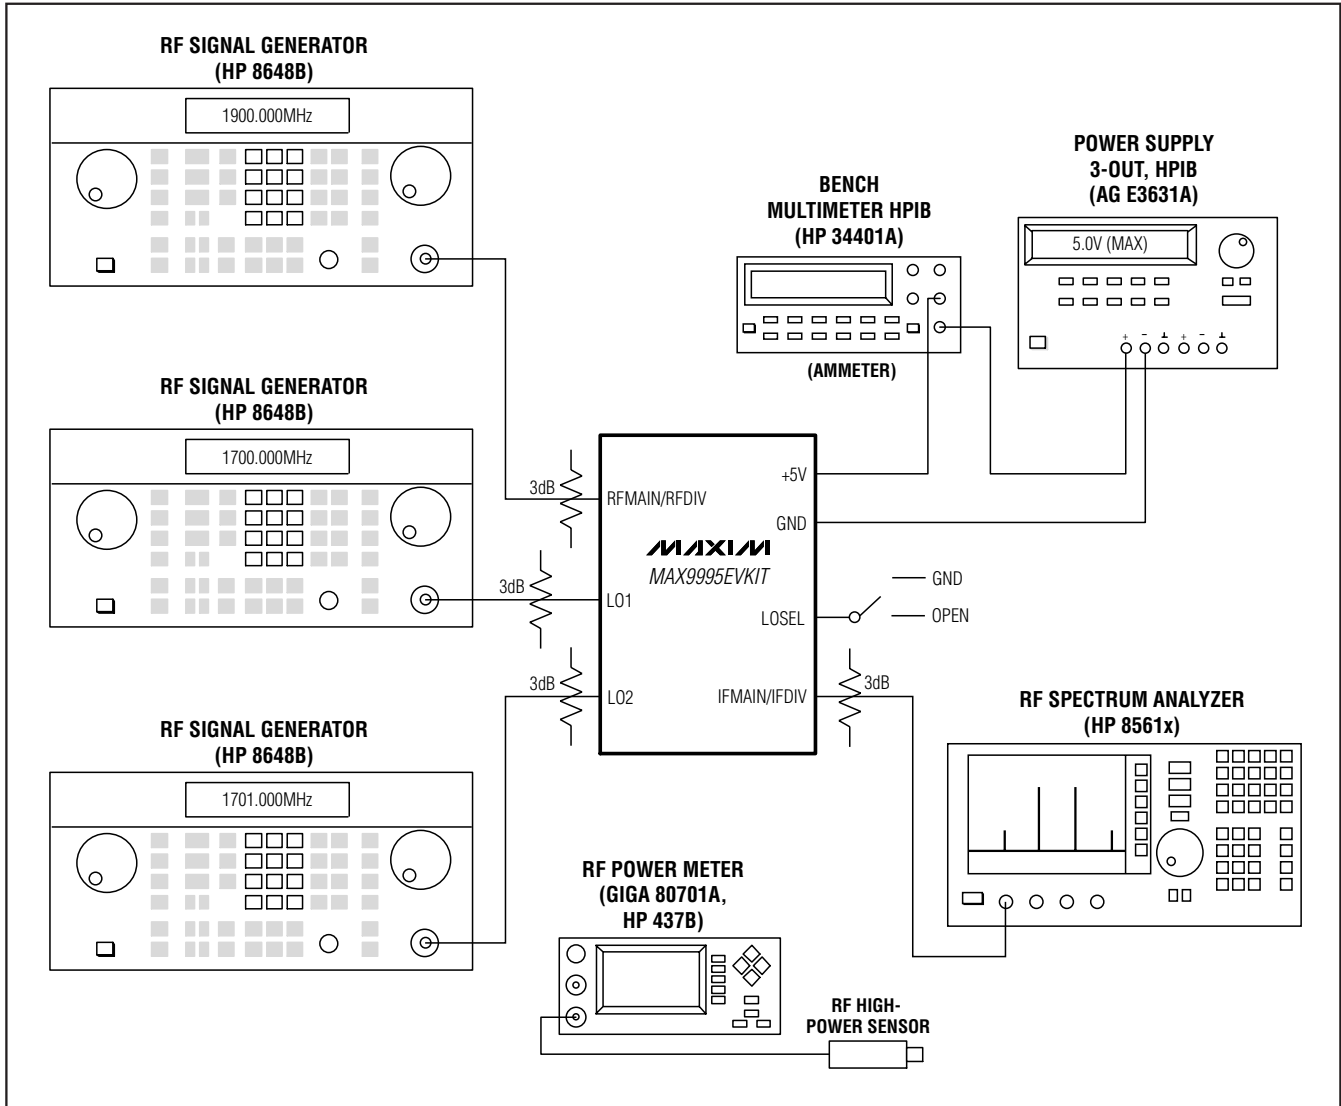 RF SIGNAL GENERATOR
(HP 8648B)
1900.000MHz
RF SIGNAL GENERATOR
(HP 8648B)
1700.000MHz
RF SIGNAL GENERATOR
(HP 8648B)
1701.000MHz
BENCH
MULTIMETER HPIB
(HP 34401A)
(AMMETER)
POWER SUPPLY
3-OUT, HPIB
(AG E3631A)
5.0V (MAX)
+ - ⊥ + - ⊥
3dB
RFMAIN/RFDIV
3dB
LO1
3dB
LO2
MAXIM
MAX9995EVKIT
+5V
GND
LOSEL
GND
OPEN
IFMAIN/IFDIV
3dB
RF SPECTRUM ANALYZER
(HP 8561x)
RF POWER METER
(GIGA 80701A,
HP 437B)
RF HIGH-
POWER SENSOR